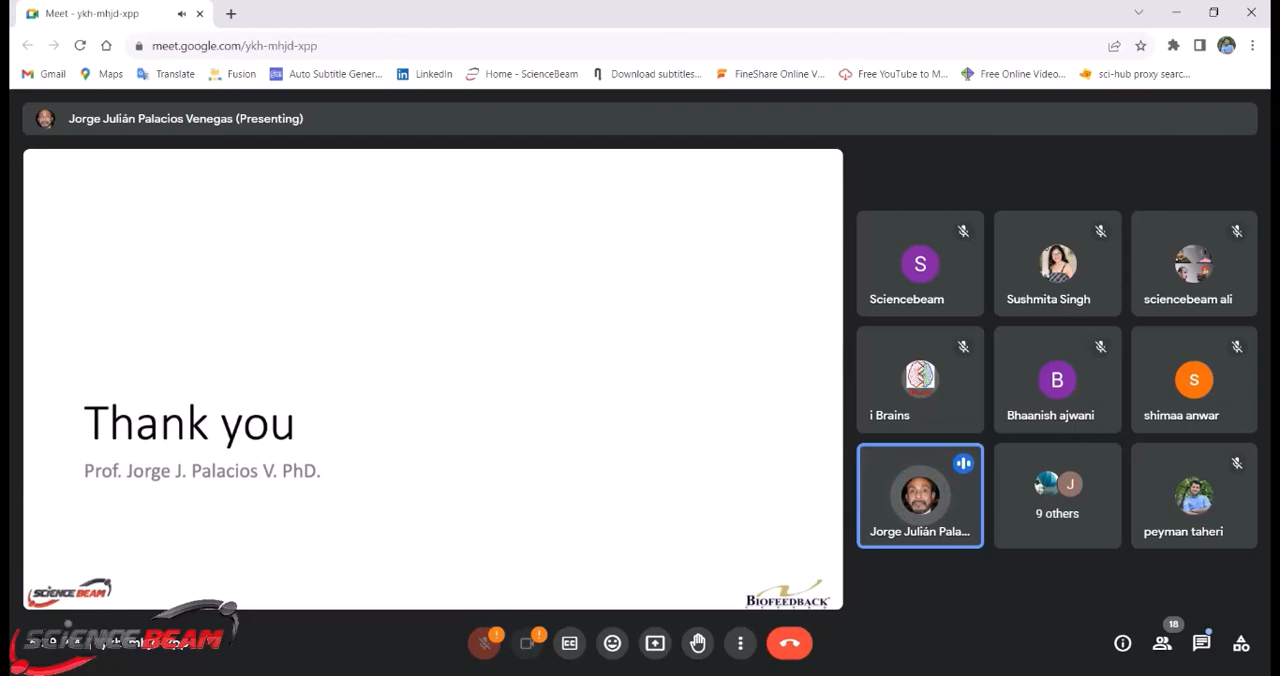 Meet - ykh-mhjd-xpp
meet.google.com/ykh-mhjd-xpp
Gmail
Maps
Translate
Fusion
Auto Subtitle Gener...
LinkedIn
Home - ScienceBeam
Download subtitles...
FineShare Online V...
Free YouTube to M...
Free Online Video...
sci-hub proxy searc...
Jorge Julián Palacios Venegas (Presenting)
Thank you
Prof. Jorge J. Palacios V. PhD.
SCIENCE BEAM
BIOFEEDBACK
S
Sciencebeam
Sushmita Singh
sciencebeam ali
i Brains
B
Bhaanish ajwani
s
shimaa anwar
Jorge Julián Pala...
J
9 others
peyman taheri
SCIENCE BEAM
18